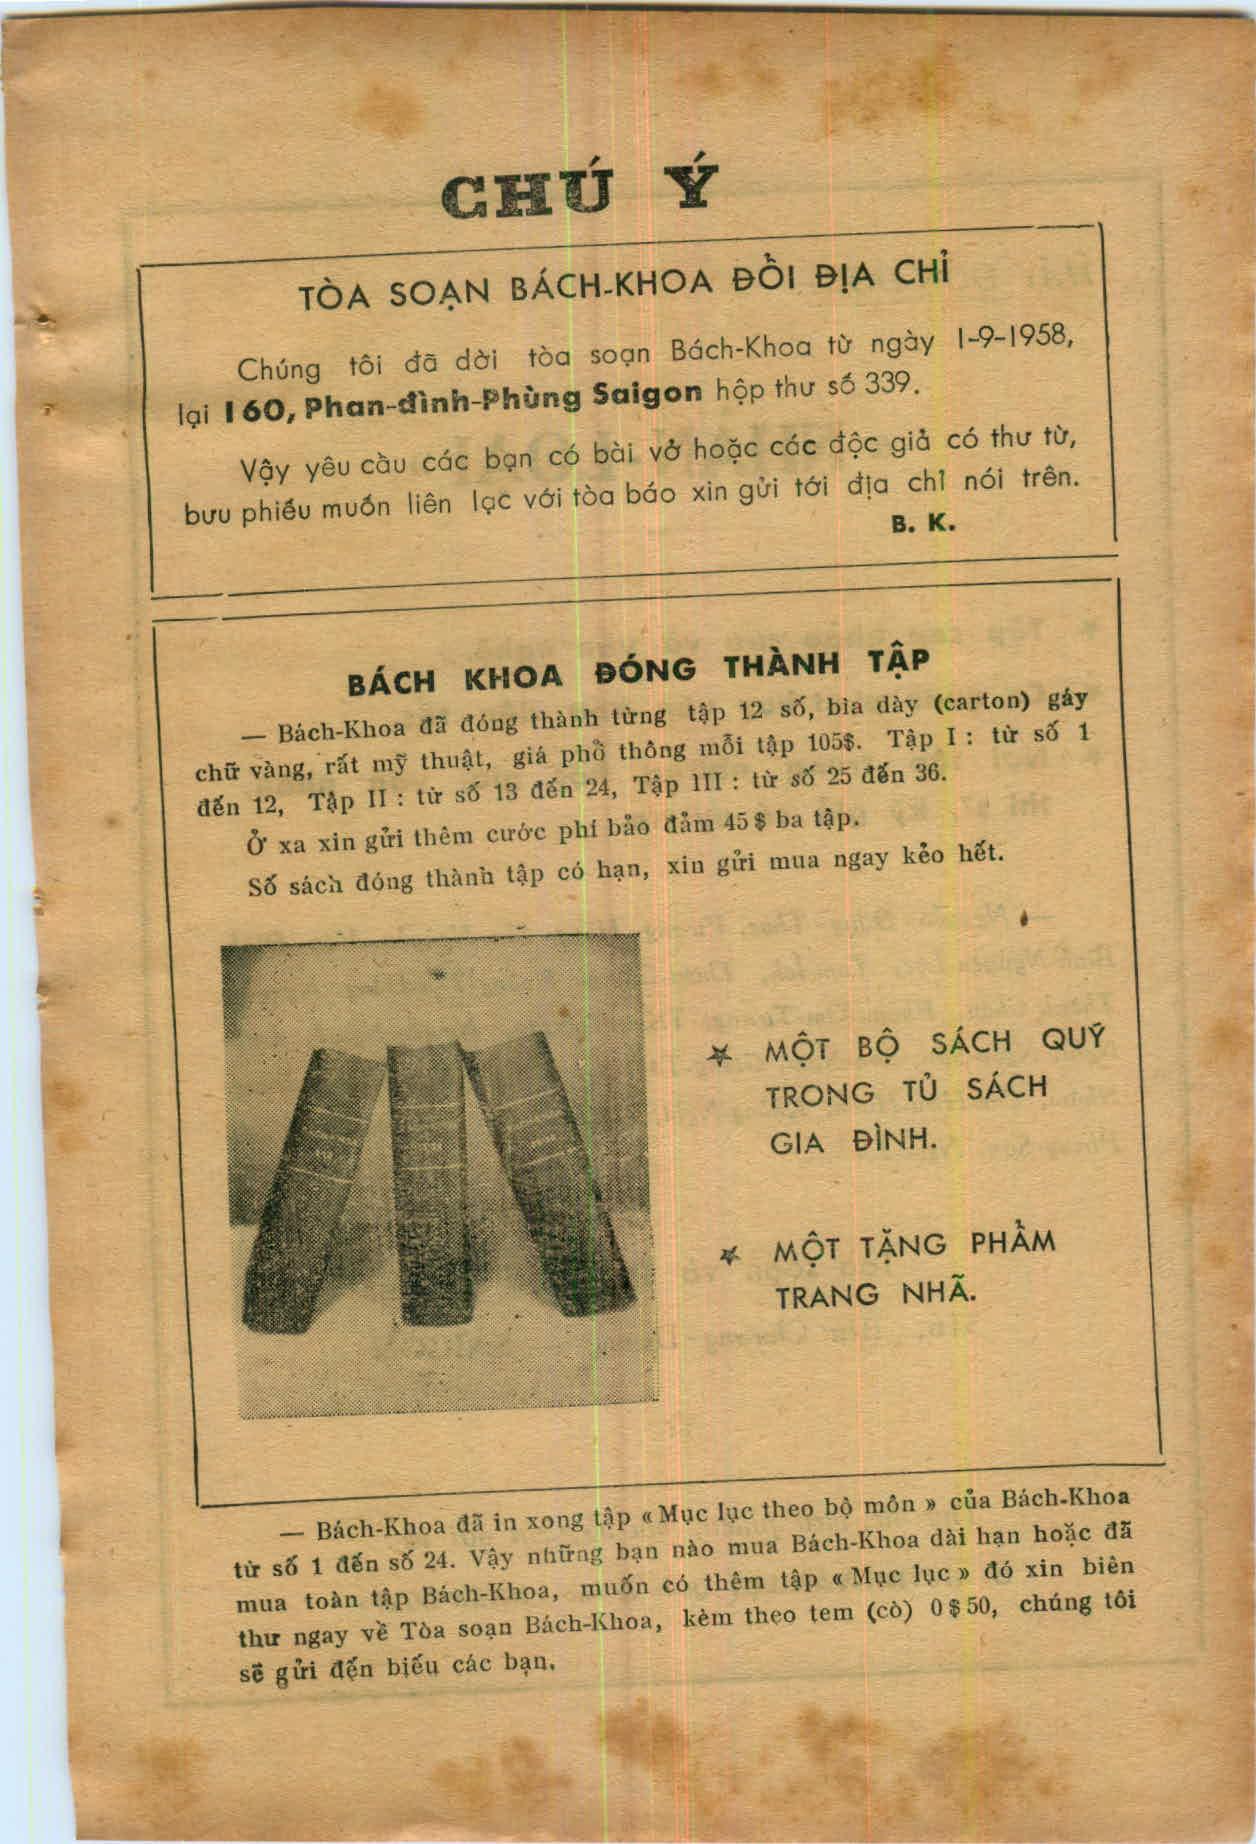 CHÚ Ý
TÒA SOẠN BÁCH-KHOA ĐỔI ĐỊA CHỈ
Chúng tôi đã dời tòa soạn Bách-Khoa từ ngày 1-9-1958,
lại 160, Phan-đình-Phùng Saigon hộp thư số 339.
Vậy yêu cầu các bạn có bài vở hoặc các độc giả có thư từ,
bưu phiếu muốn liên lạc với tòa báo xin gửi tới địa chỉ nói trên.
B. K.
BÁCH KHOA ĐÓNG THÀNH TẬP
— Bách-Khoa đã đóng thành từng tập 12 số, bìa dày (carton) gáy
chữ vàng, rất mỹ thuật, giá phổ thông mỗi tập 105$. Tập I : từ số 1
đến 12, Tập II : từ số 13 đến 24, Tập III : từ số 25 đến 36.
Ở xa xin gửi thêm cước phí bảo đảm 45$ ba tập.
Số sách đóng thành tập có hạn, xin gửi mua ngay kẻo hết.
MỘT BỘ SÁCH QUÝ
TRONG TỦ SÁCH
GIA ĐÌNH.
MỘT TẶNG PHẨM
TRANG NHÃ.
— Bách-Khoa đã in xong tập « Mục lục theo bộ môn » của Bách-Khoa
từ số 1 đến số 24. Vậy những bạn nào mua Bách-Khoa dài hạn hoặc đã
mua toàn tập Bách-Khoa, muốn có thêm tập « Mục lục » đó xin biên
thư ngay về Tòa soạn Bách-Khoa, kèm theo tem (cò) 0$50, chúng tôi
sẽ gửi đến biếu các bạn.